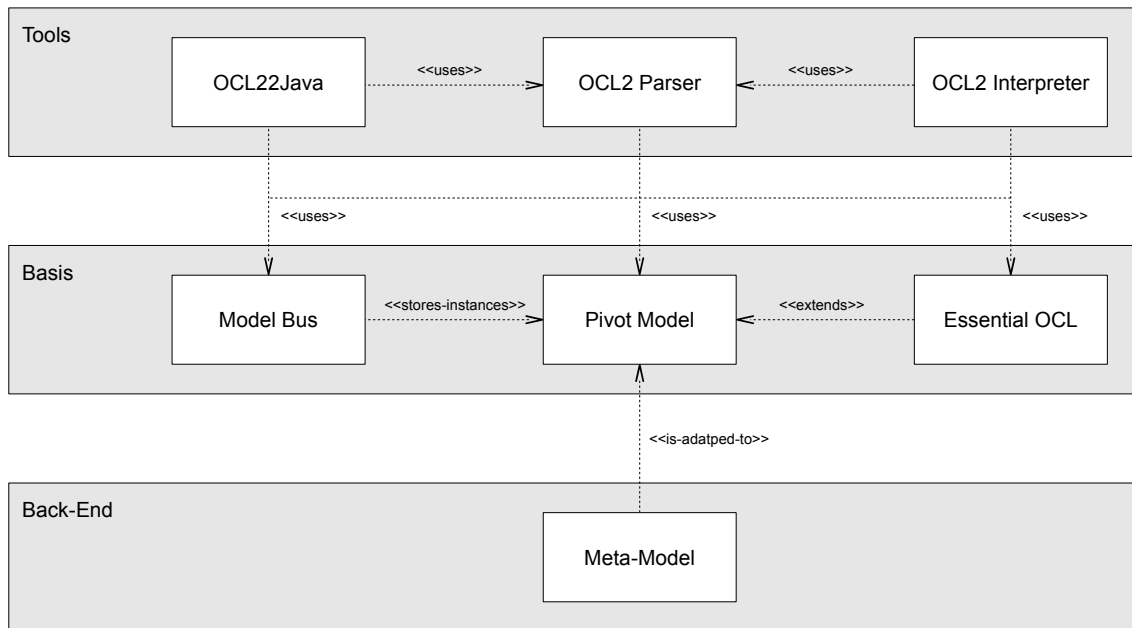 Tools
OCL22Java
<<uses>>
OCL2 Parser
<<uses>>
OCL2 Interpreter
<<uses>>
<<uses>>
<<uses>>
Basis
Model Bus
<<stores-instances>>
Pivot Model
<<extends>>
Essential OCL
<<is-adatped-to>>
Back-End
Meta-Model